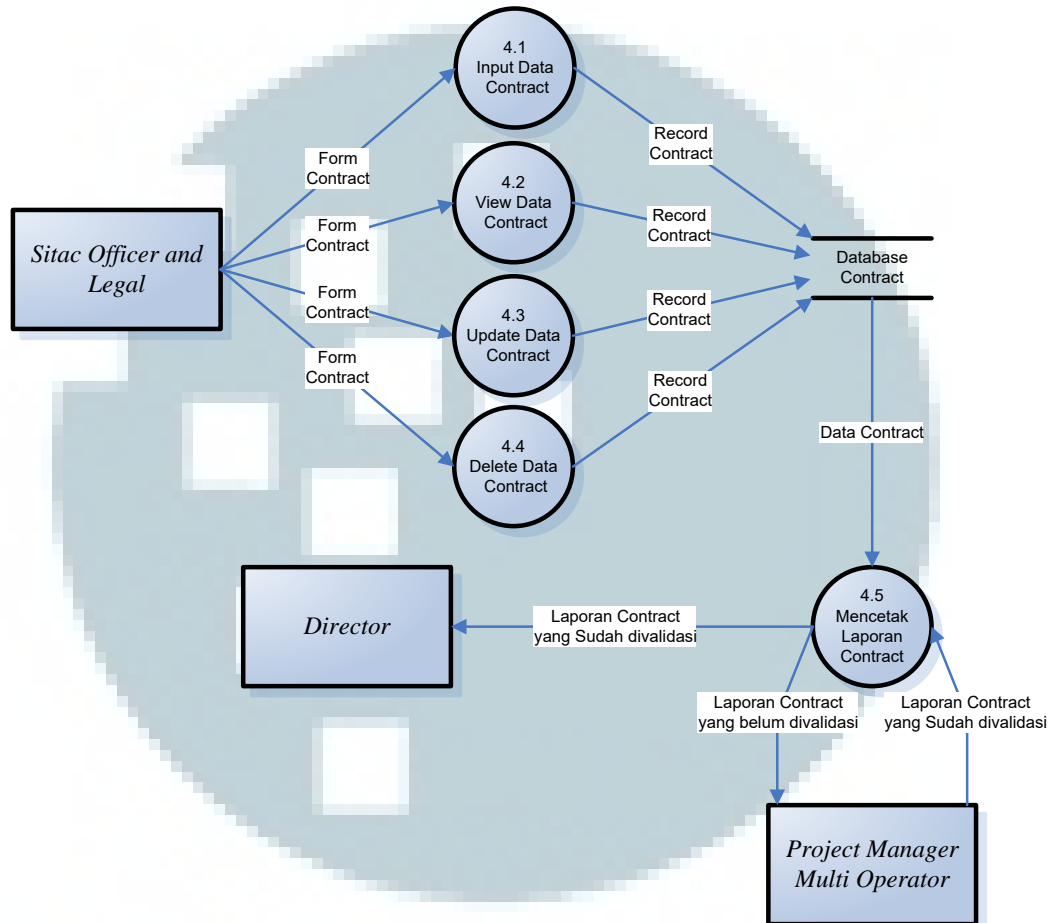 4.1
Input Data
Contract
Form
Contract
Record
Contract
4.2
View Data
Contract
Form
Contract
Record
Contract
Sitac Officer and
Legal
Database
Contract
Form
Contract
4.3
Update Data
Contract
Record
Contract
Form
Contract
Record
Contract
4.4
Delete Data
Contract
Data Contract
Director
Laporan Contract
yang Sudah divalidasi
4.5
Mencetak
Laporan
Contract
Laporan Contract
yang belum divalidasi
Laporan Contract
yang Sudah divalidasi
Project Manager
Multi Operator